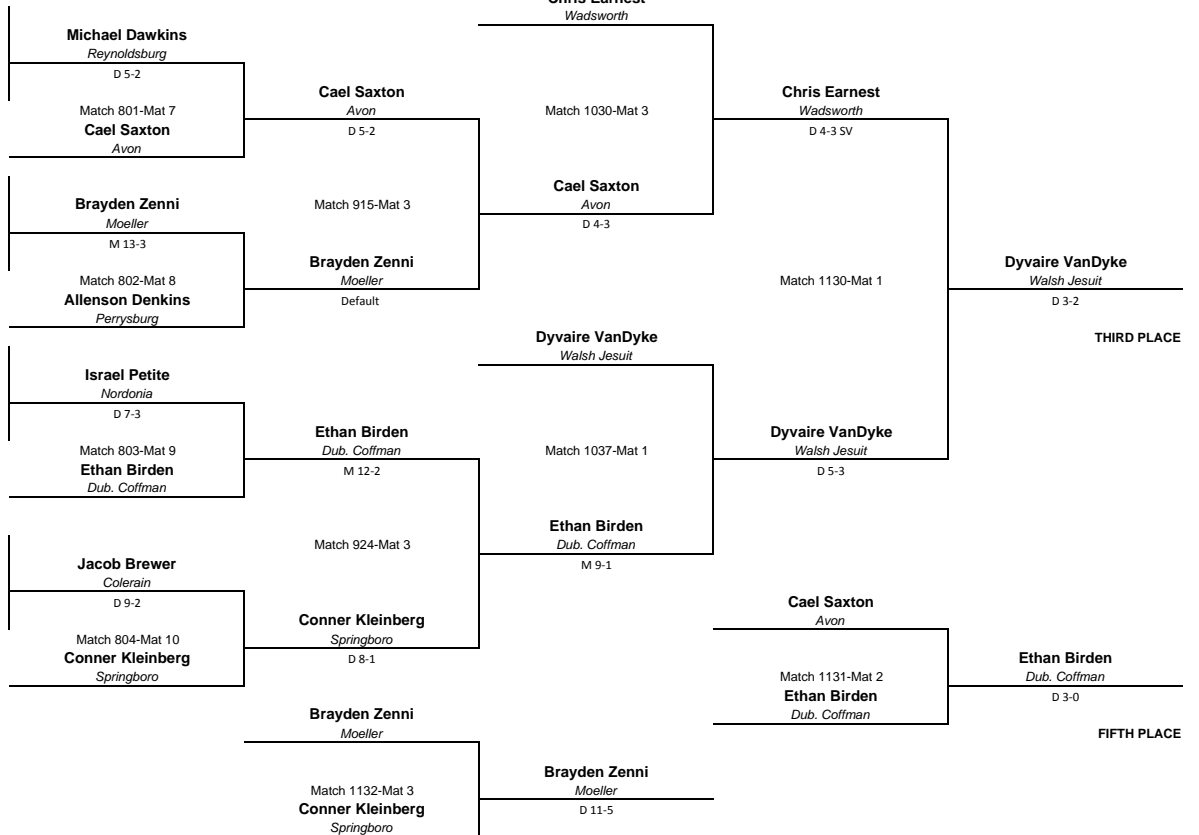 Chris Earnest
Wadsworth
Michael Dawkins
Reynoldsburg
D 5-2
Match 801-Mat 7
Cael Saxton
Avon
Cael Saxton
Avon
D 5-2
Match 1030-Mat 3
Chris Earnest
Wadsworth
D 4-3 SV
Brayden Zenni
Moeller
M 13-3
Match 802-Mat 8
Allenson Denkins
Perrysburg
Match 915-Mat 3
Brayden Zenni
Moeller
Default
Cael Saxton
Avon
D 4-3
Match 1130-Mat 1
Dyvaire VanDyke
Walsh Jesuit
D 3-2
THIRD PLACE
Israel Petite
Nordonia
D 7-3
Match 803-Mat 9
Ethan Birden
Dub. Coffman
Ethan Birden
Dub. Coffman
M 12-2
Dyvaire VanDyke
Walsh Jesuit
Match 1037-Mat 1
Dyvaire VanDyke
Walsh Jesuit
D 5-3
Jacob Brewer
Colerain
D 9-2
Match 804-Mat 10
Conner Kleinberg
Springboro
Match 924-Mat 3
Conner Kleinberg
Springboro
D 8-1
Ethan Birden
Dub. Coffman
M 9-1
Cael Saxton
Avon
Match 1131-Mat 2
Ethan Birden
Dub. Coffman
Ethan Birden
Dub. Coffman
D 3-0
FIFTH PLACE
Brayden Zenni
Moeller
Match 1132-Mat 3
Conner Kleinberg
Springboro
Brayden Zenni
Moeller
D 11-5